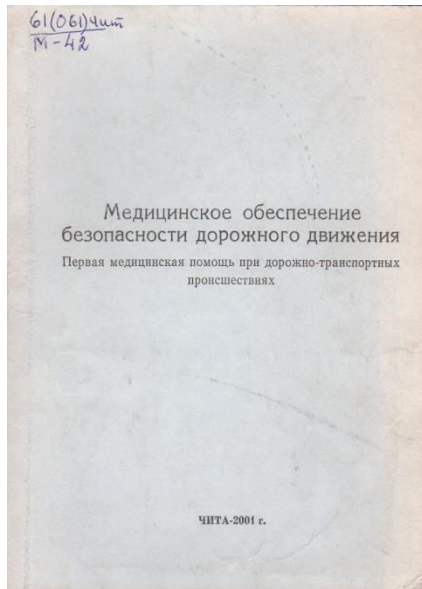 61(061)Чит
М-42
Медицинское обеспечение
безопасности дорожного движения
Первая медицинская помощь при дорожно-транспортных
происшествиях
ЧИТА-2001 г.